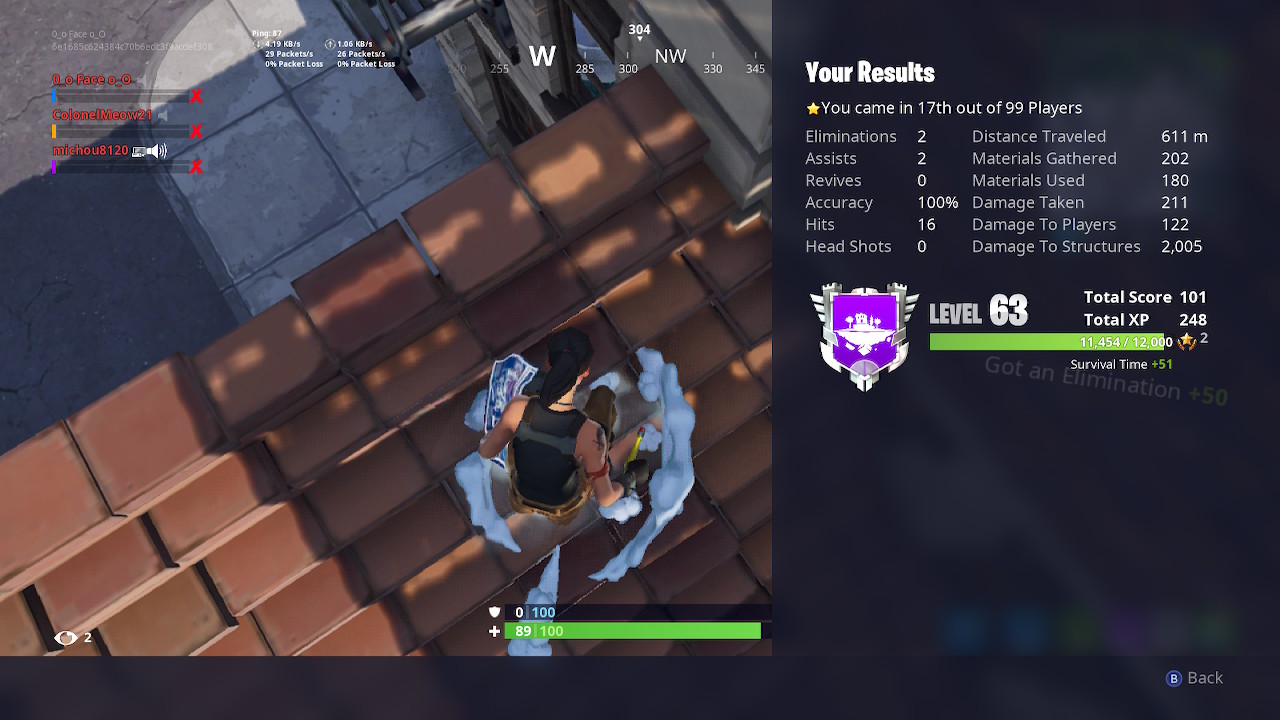 0_o Face o_O
Ping: 87
4.19 KB/s 1.06 KB/s
29 Packets/s 26 Packets/s
0% Packet Loss 0% Packet Loss
0_o Face o_O
ColonelMeow21
michou8120
304
W NW
240 255 285 300 330 345
Your Results
You came in 17th out of 99 Players
Eliminations 2 Distance Traveled 611 m
Assists 2 Materials Gathered 202
Revives 0 Materials Used 180
Accuracy 100% Damage Taken 211
Hits 16 Damage To Players 122
Head Shots 0 Damage To Structures 2,005
LEVEL 63
Total Score 101
Total XP 248
11,454 / 12,000 2
Survival Time +51
Got an Elimination +50
0 | 100
89 | 100
2
B Back